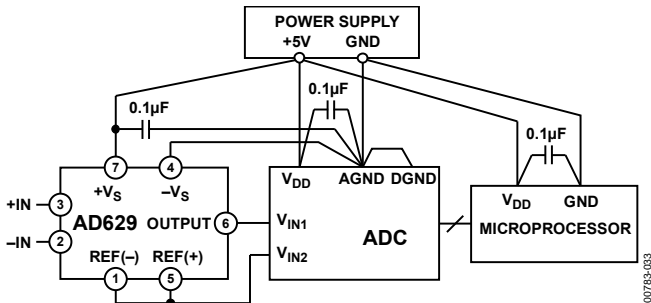 POWER SUPPLY
+5V GND
0.1µF
0.1µF
0.1µF
7 4
+VS –VS
VDD AGND DGND
VDD GND
+IN 3
AD629 OUTPUT 6
VIN1
ADC
MICROPROCESSOR
–IN 2
REF(–) REF(+)
VIN2
1 5
00783-033